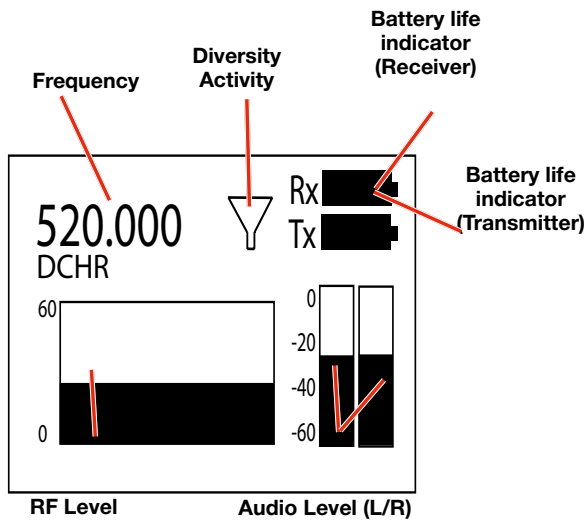 Battery life
indicator
(Receiver)
Diversity
Activity
Frequency
Battery life
indicator
(Transmitter)
Rx
520.000
Tx
DCHR
60
0
0
-20
-40
-60
RF Level
Audio Level (L/R)